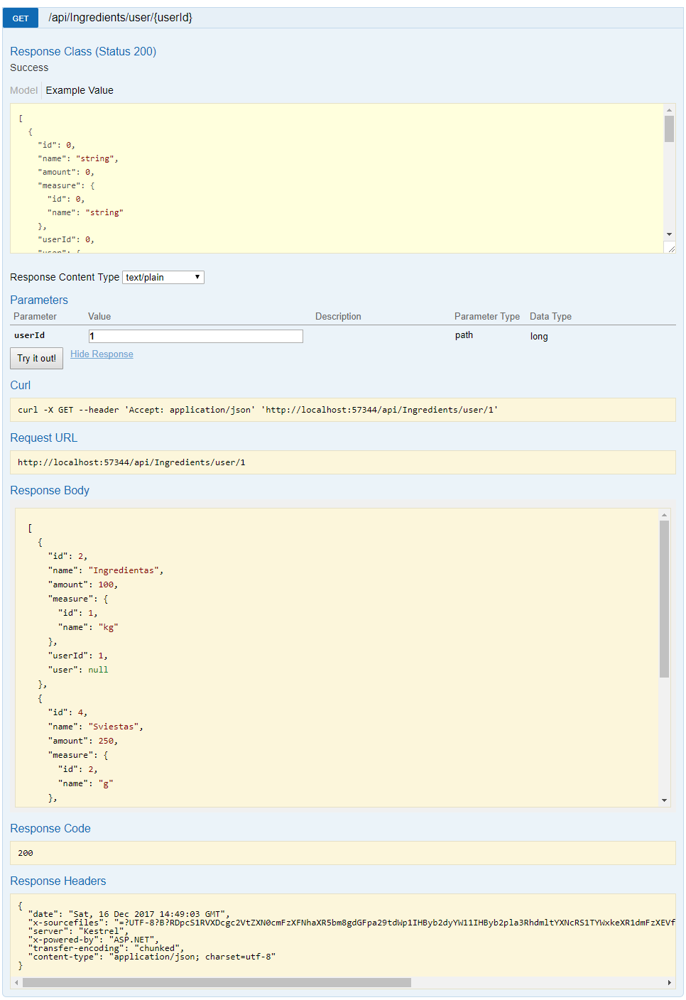 GET /api/Ingredients/user/{userId}
Response Class (Status 200)
Success
Model Example Value
[
{
"id": 0,
"name": "string",
"amount": 0,
"measure": {
"id": 0,
"name": "string"
},
"userId": 0,
"user": {
Response Content Type text/plain
Parameters
Parameter Value Description Parameter Type Data Type
userId 1 path long
Try it out! Hide Response
Curl
curl -X GET --header 'Accept: application/json' 'http://localhost:57344/api/Ingredients/user/1'
Request URL
http://localhost:57344/api/Ingredients/user/1
Response Body
[
{
"id": 2,
"name": "Ingredientas",
"amount": 100,
"measure": {
"id": 1,
"name": "kg"
},
"userId": 1,
"user": null
},
{
"id": 4,
"name": "Sviestas",
"amount": 250,
"measure": {
"id": 2,
"name": "g"
},
Response Code
200
Response Headers
{
"date": "Sat, 16 Dec 2017 14:49:03 GMT",
"x-sourcefiles":
"server": "Kestrel",
"x-powered-by": "ASP.NET",
"transfer-encoding": "chunked",
"content-type": "application/json; charset=utf-8"
}